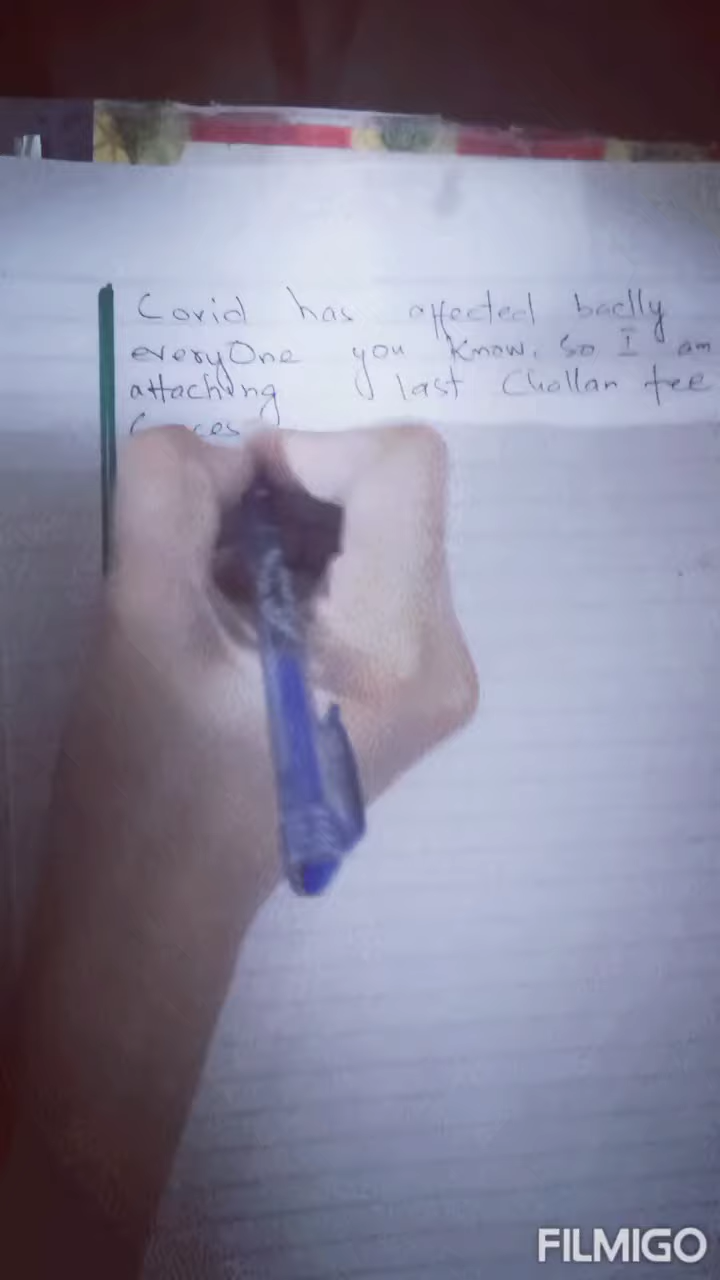 Covid has affected badly
everyOne you know. So I am
attaching last Challan fee
FILMIGO